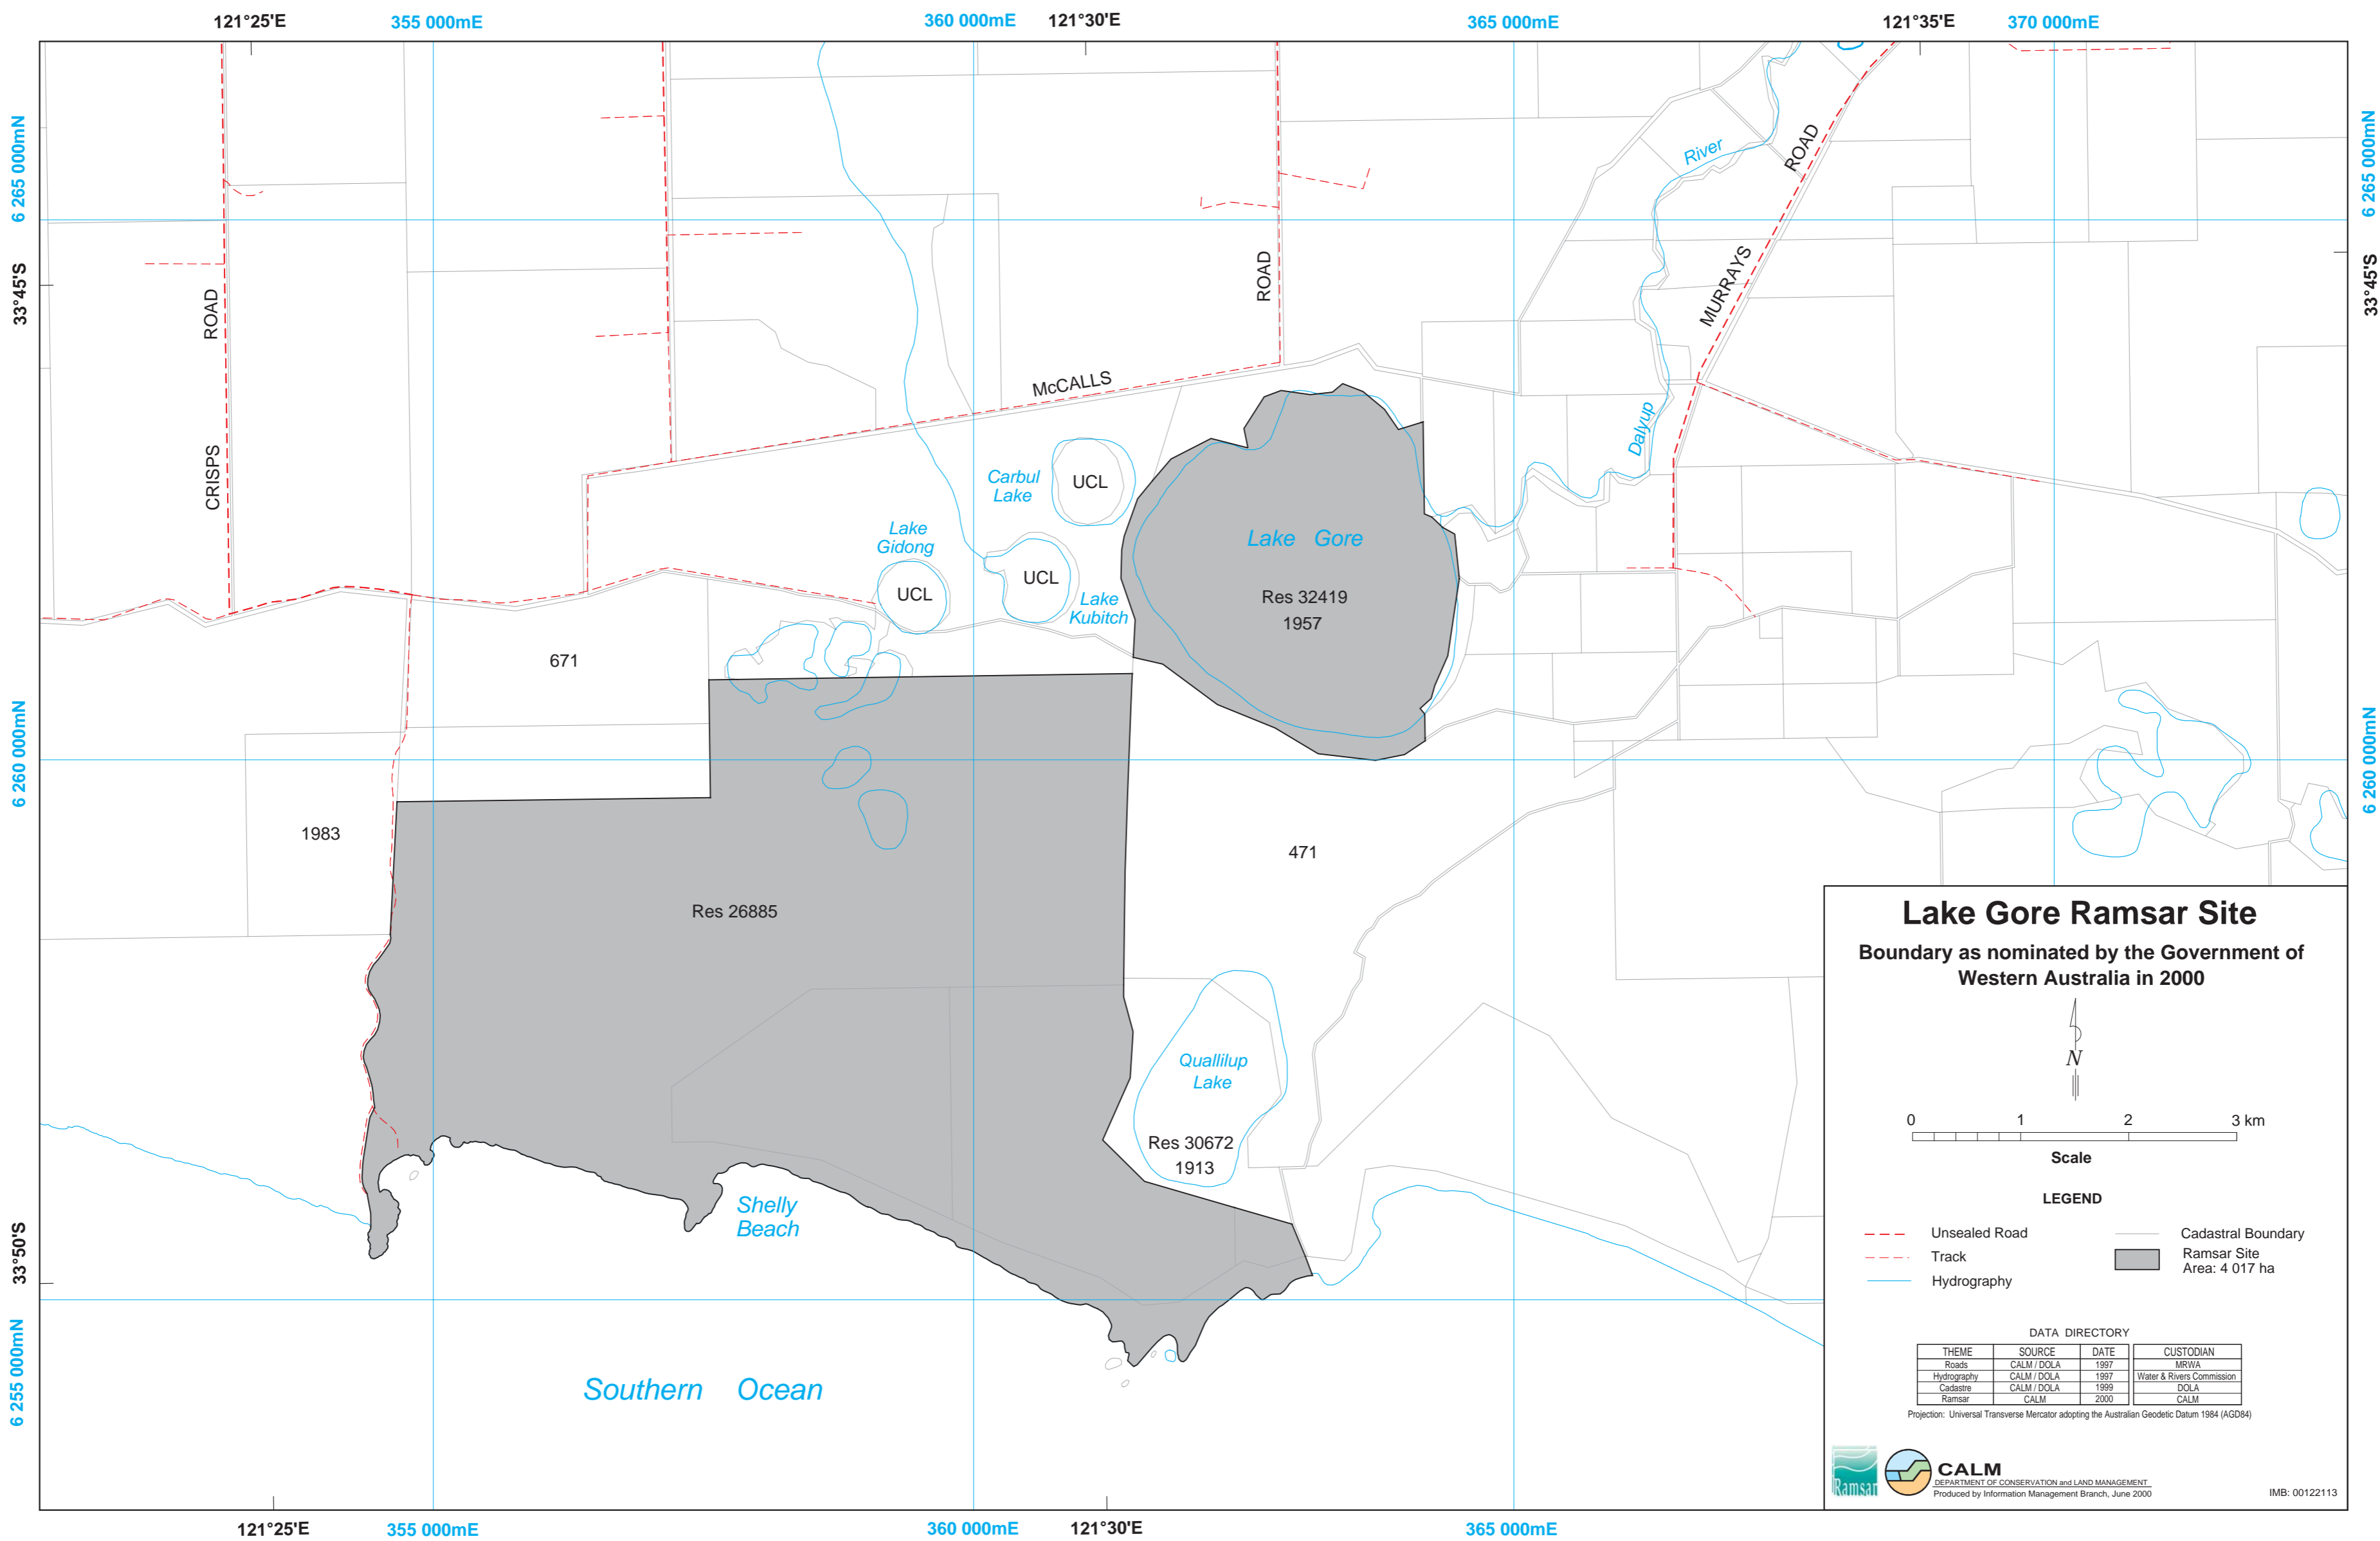 121°25'E
355 000mE
360 000mE
121°30'E
365 000mE
121°35'E
370 000mE
6 265 000mN
6 265 000mN
33°45'S
33°45'S
6 260 000mN
6 260 000mN
33°50'S
6 255 000mN
River
ROAD
MURRAYS
ROAD
ROAD
McCALLS
CRISPS
Dalyup
Carbul
Lake
UCL
Lake
Gidong
UCL
UCL
Lake
Kubitch
Lake Gore
Res 32419
1957
671
1983
471
Res 26885
Quallilup
Lake
Res 30672
1913
Shelly
Beach
Southern Ocean
Lake Gore Ramsar Site
Boundary as nominated by the Government of
Western Australia in 2000
N
0 1 2 3 km
Scale
LEGEND
Unsealed Road
Track
Hydrography
Cadastral Boundary
Ramsar Site
Area: 4 017 ha
DATA DIRECTORY
THEME SOURCE DATE CUSTODIAN
Roads CALM / DOLA 1997 MRWA
Hydrography CALM / DOLA 1997 Water & Rivers Commission
Cadastre CALM / DOLA 1999 DOLA
Ramsar CALM 2000 CALM
Projection: Universal Transverse Mercator adopting the Australian Geodetic Datum 1984 (AGD84)
Ramsar
CALM
DEPARTMENT OF CONSERVATION and LAND MANAGEMENT
Produced by Information Management Branch, June 2000
IMB: 00122113
121°25'E
355 000mE
360 000mE
121°30'E
365 000mE